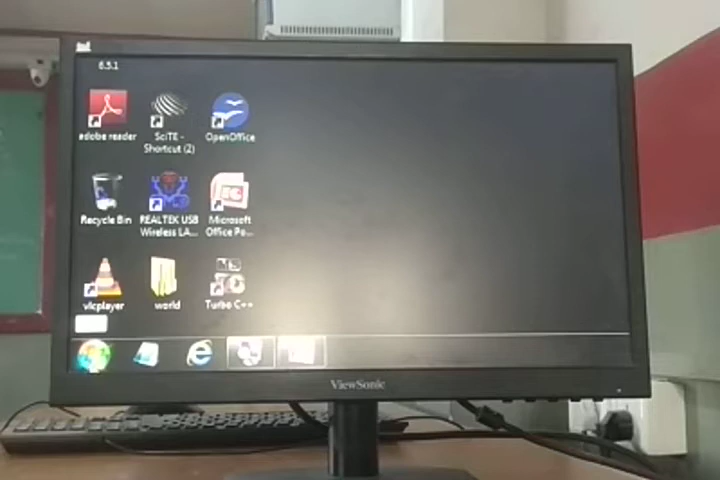 6.5.1
adobe reader
SciTE -
Shortcut (2)
OpenOffice
Recycle Bin
REALTEK USB
Wireless LA...
Microsoft
Office Po...
vlcplayer
world
Turbo C++
ViewSonic